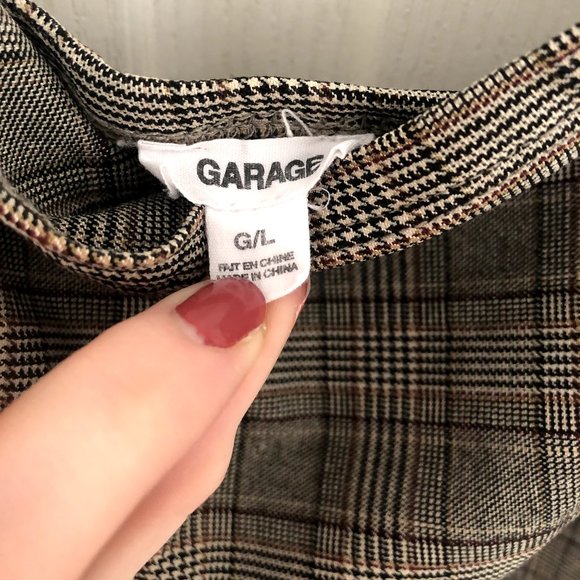 GARAGE
G/L
FAIT EN CHINE
MADE IN CHINA